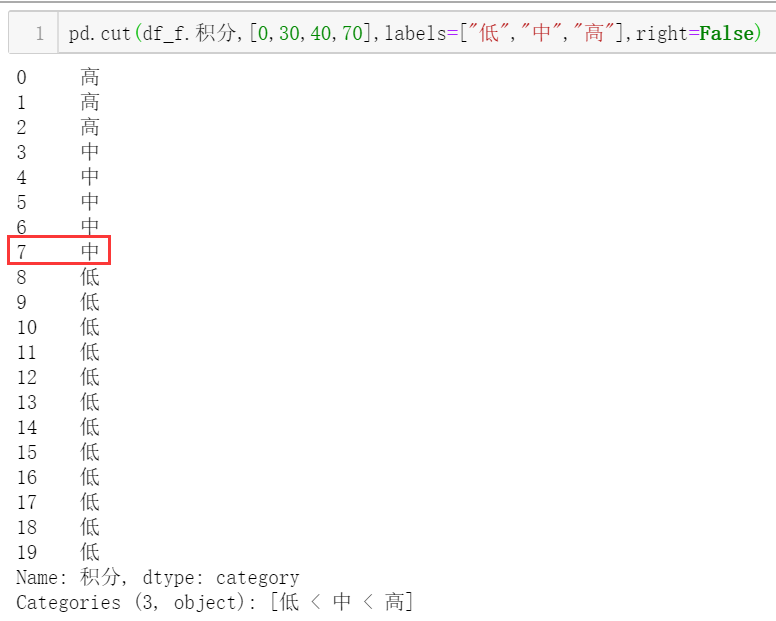 1 pd.cut(df_f.积分,[0,30,40,70],labels=["低","中","高"],right=False)
0 高
1 高
2 高
3 中
4 中
5 中
6 中
7 中
8 低
9 低
10 低
11 低
12 低
13 低
14 低
15 低
16 低
17 低
18 低
19 低
Name: 积分, dtype: category
Categories (3, object): [低 < 中 < 高]